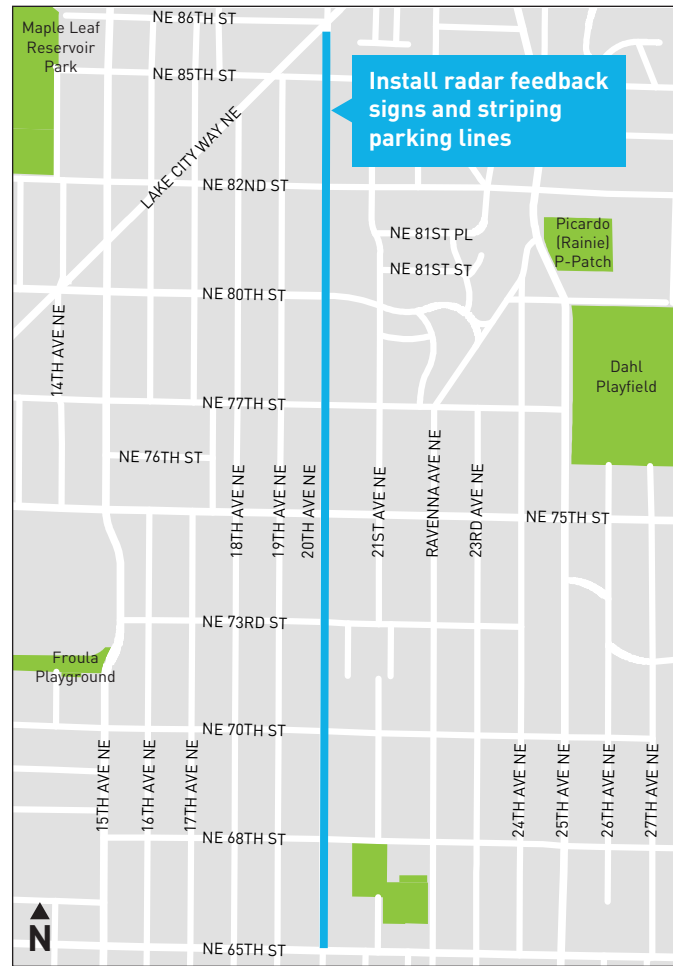 NE 86TH ST
Maple Leaf
Reservoir
Park
NE 85TH ST
Install radar feedback
signs and striping
parking lines
LAKE CITY WAY NE
NE 82ND ST
NE 81ST PL
Picardo
(Rainie)
P-Patch
NE 81ST ST
NE 80TH ST
14TH AVE NE
Dahl
Playfield
NE 77TH ST
NE 76TH ST
18TH AVE NE
19TH AVE NE
20TH AVE NE
21ST AVE NE
RAVENNA AVE NE
23RD AVE NE
NE 75TH ST
NE 73RD ST
Froula
Playground
NE 70TH ST
15TH AVE NE
16TH AVE NE
17TH AVE NE
24TH AVE NE
25TH AVE NE
26TH AVE NE
27TH AVE NE
NE 68TH ST
N
NE 65TH ST